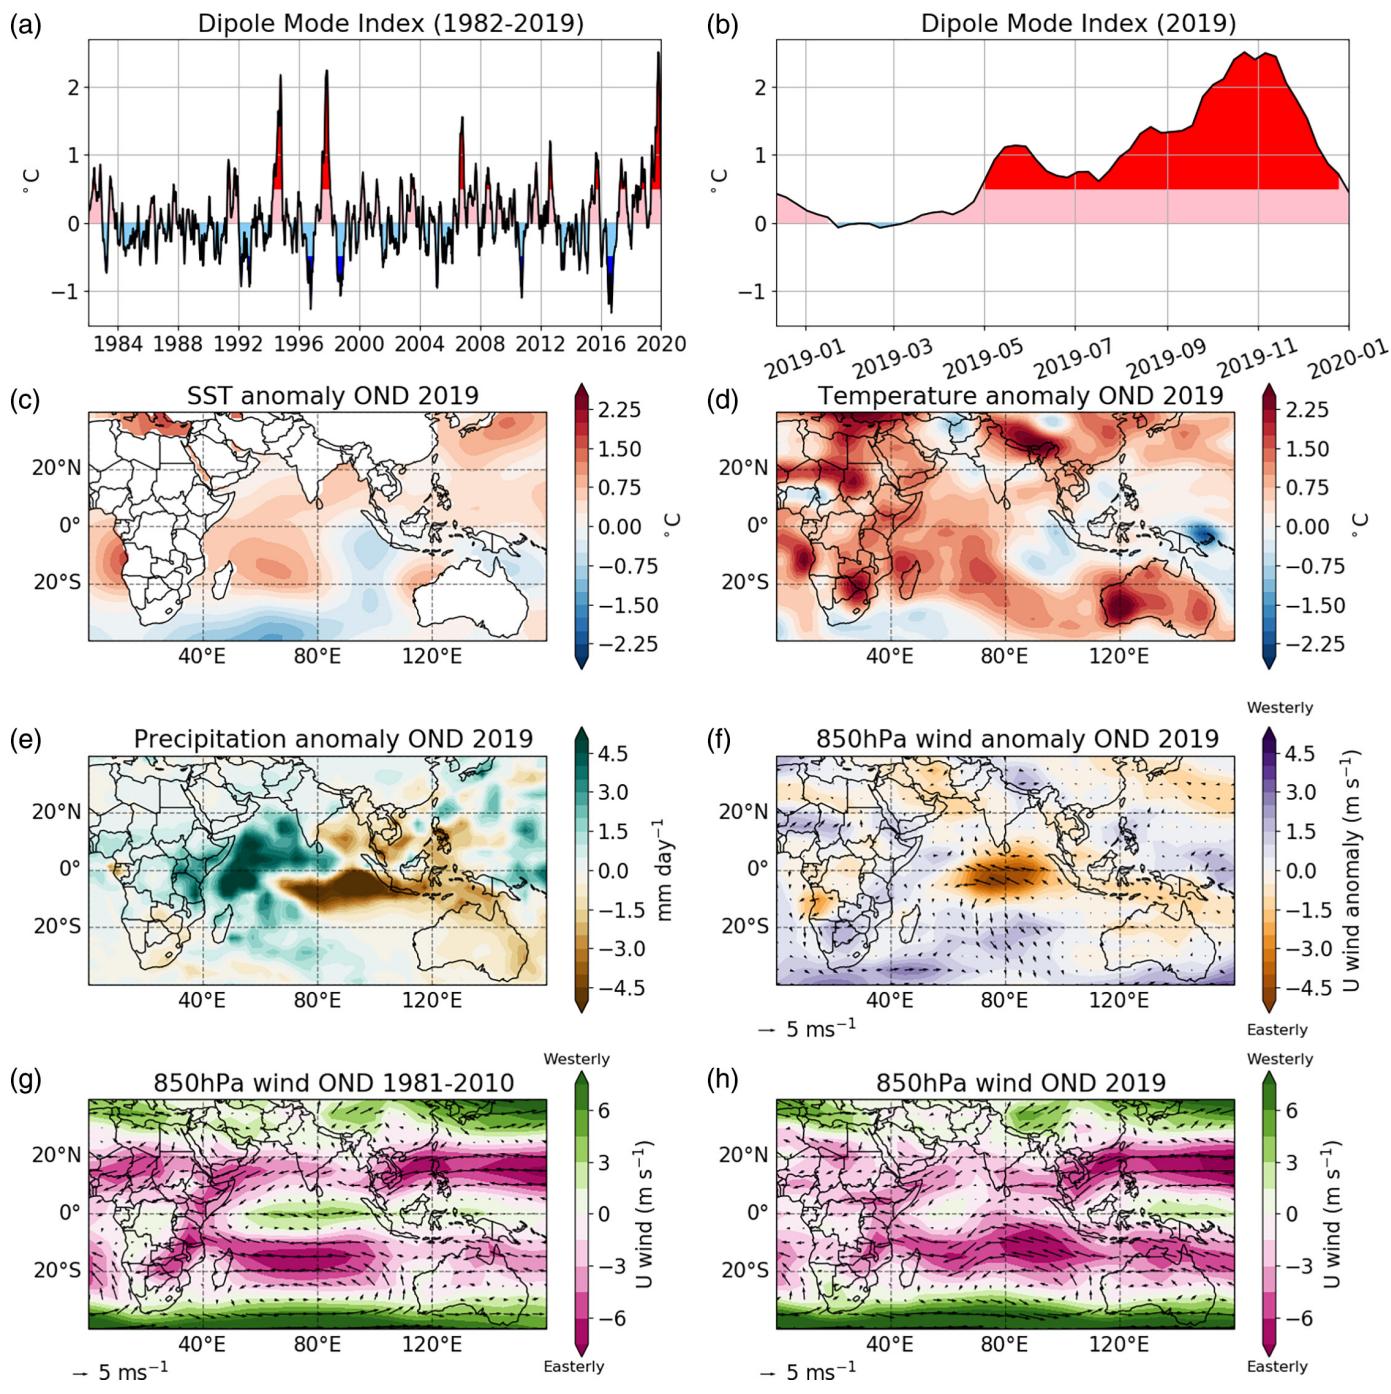 (a) Dipole Mode Index (1982-2019)
°C
2
1
0
−1
1984 1988 1992 1996 2000 2004 2008 2012 2016 2020
(b) Dipole Mode Index (2019)
°C
2
1
0
−1
2019-01 2019-03 2019-05 2019-07 2019-09 2019-11 2020-01
(c) SST anomaly OND 2019
20°N
0°
20°S
40°E 80°E 120°E
2.25
1.50
0.75
0.00
−0.75
−1.50
−2.25
°C
(d) Temperature anomaly OND 2019
20°N
0°
20°S
40°E 80°E 120°E
2.25
1.50
0.75
0.00
−0.75
−1.50
−2.25
°C
(e) Precipitation anomaly OND 2019
20°N
0°
20°S
40°E 80°E 120°E
4.5
3.0
1.5
0.0
−1.5
−3.0
−4.5
mm day⁻¹
(f) 850hPa wind anomaly OND 2019
20°N
0°
20°S
40°E 80°E 120°E
→ 5 ms⁻¹
Westerly
4.5
3.0
1.5
0.0
−1.5
−3.0
−4.5
Easterly
U wind anomaly (m s⁻¹)
(g) 850hPa wind OND 1981-2010
20°N
0°
20°S
40°E 80°E 120°E
→ 5 ms⁻¹
Westerly
6
3
0
−3
−6
Easterly
U wind (m s⁻¹)
(h) 850hPa wind OND 2019
20°N
0°
20°S
40°E 80°E 120°E
→ 5 ms⁻¹
Westerly
6
3
0
−3
−6
Easterly
U wind (m s⁻¹)